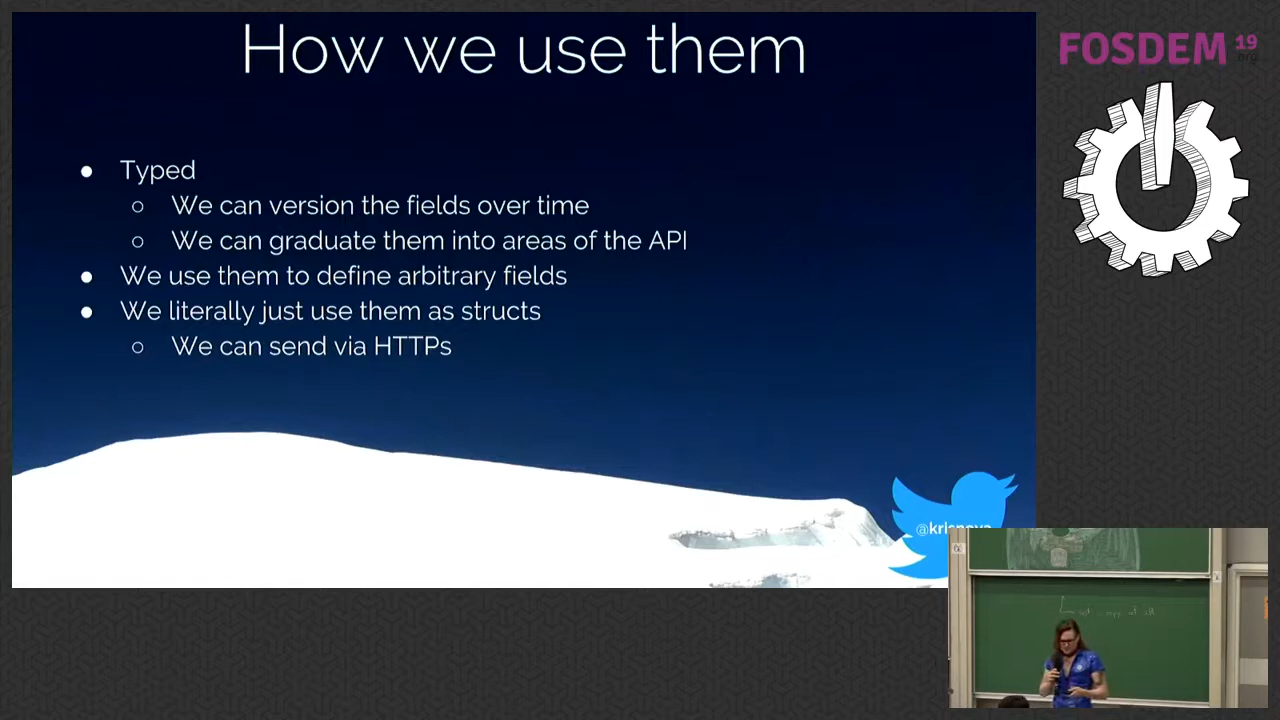 How we use them
● Typed
○ We can version the fields over time
○ We can graduate them into areas of the API
● We use them to define arbitrary fields
● We literally just use them as structs
○ We can send via HTTPs
@krisnova
FOSDEM 19
.org